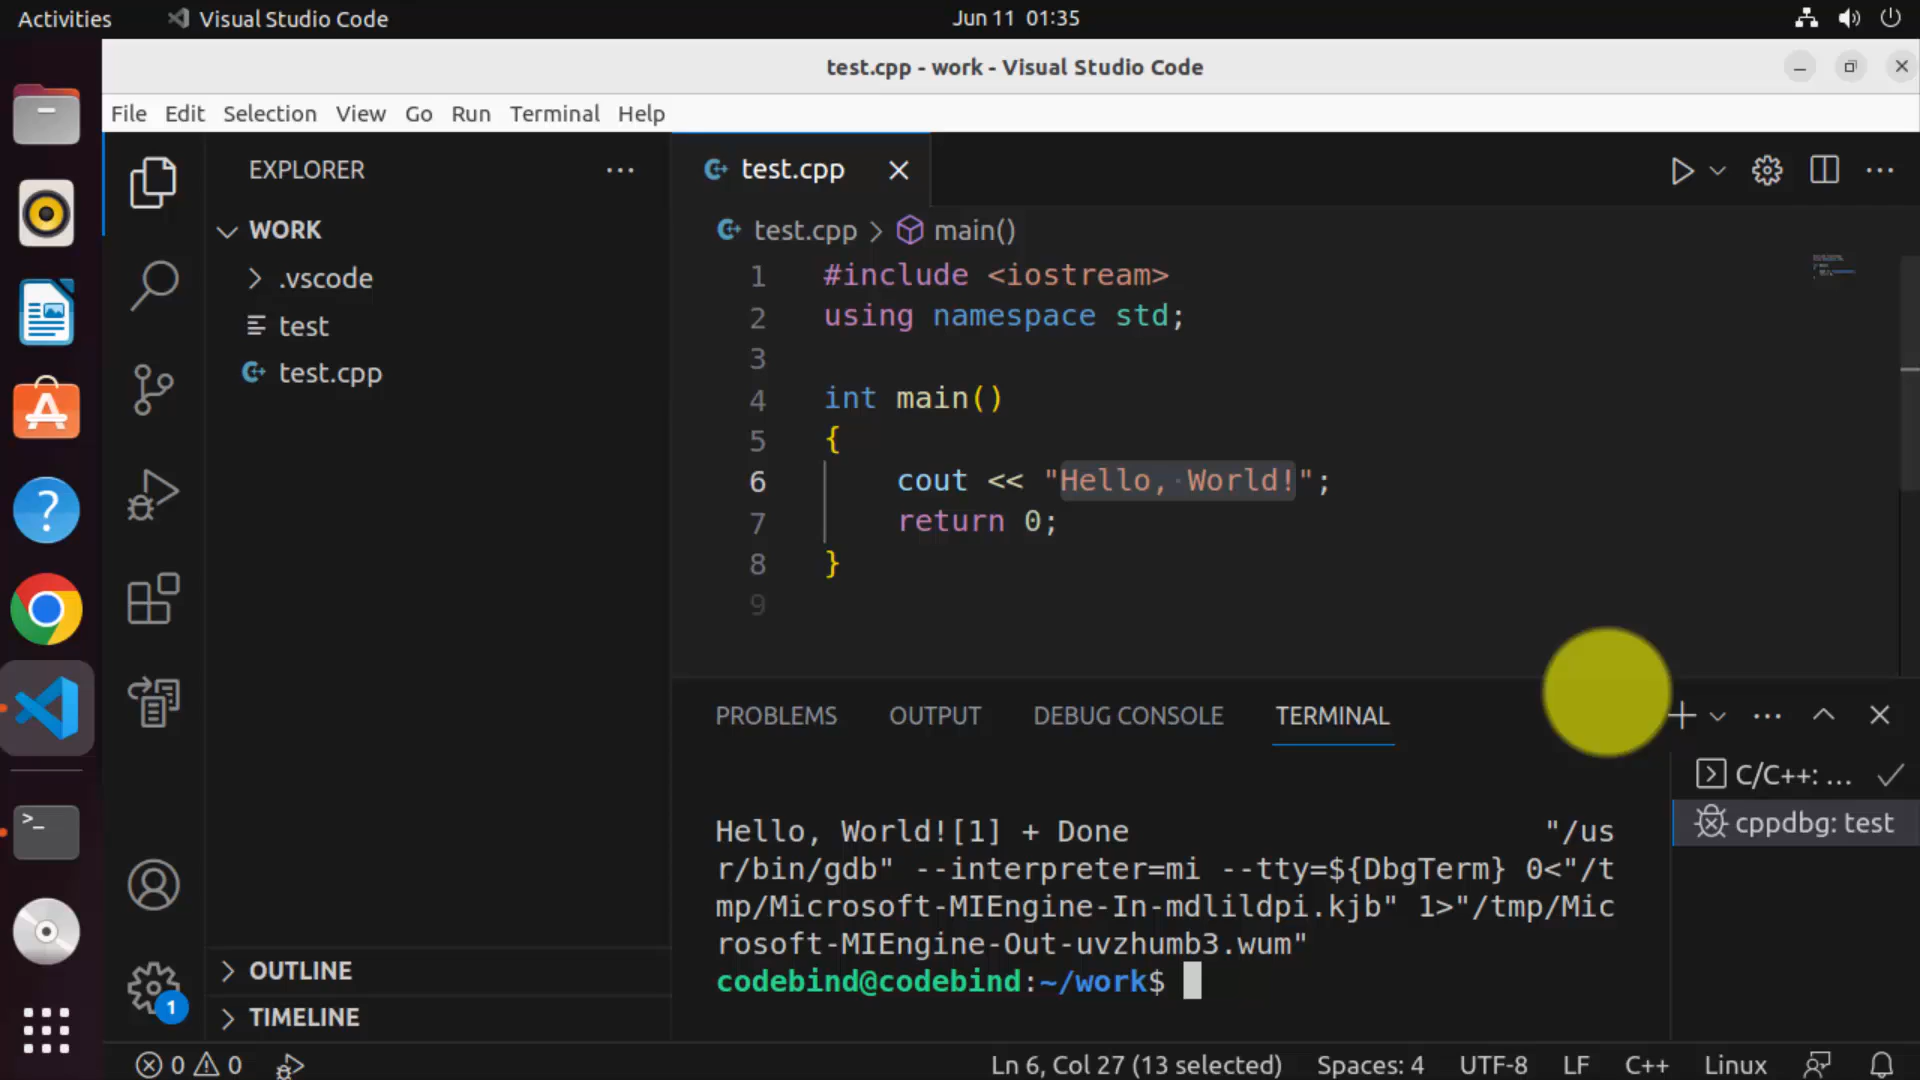 Activities
Visual Studio Code
Jun 11 01:35
test.cpp - work - Visual Studio Code
File Edit Selection View Go Run Terminal Help
EXPLORER
WORK
.vscode
test
test.cpp
OUTLINE
TIMELINE
1
test.cpp
test.cpp > main()
1 #include <iostream>
2 using namespace std;
3
4 int main()
5 {
6 cout << "Hello, World!";
7 return 0;
8 }
9
PROBLEMS OUTPUT DEBUG CONSOLE TERMINAL
C/C++: ...
cppdbg: test
Hello, World![1] + Done "/us
r/bin/gdb" --interpreter=mi --tty=${DbgTerm} 0<"/t
mp/Microsoft-MIEngine-In-mdlildpi.kjb" 1>"/tmp/Mic
rosoft-MIEngine-Out-uvzhumb3.wum"
codebind@codebind:~/work$
0 0 Ln 6, Col 27 (13 selected) Spaces: 4 UTF-8 LF C++ Linux